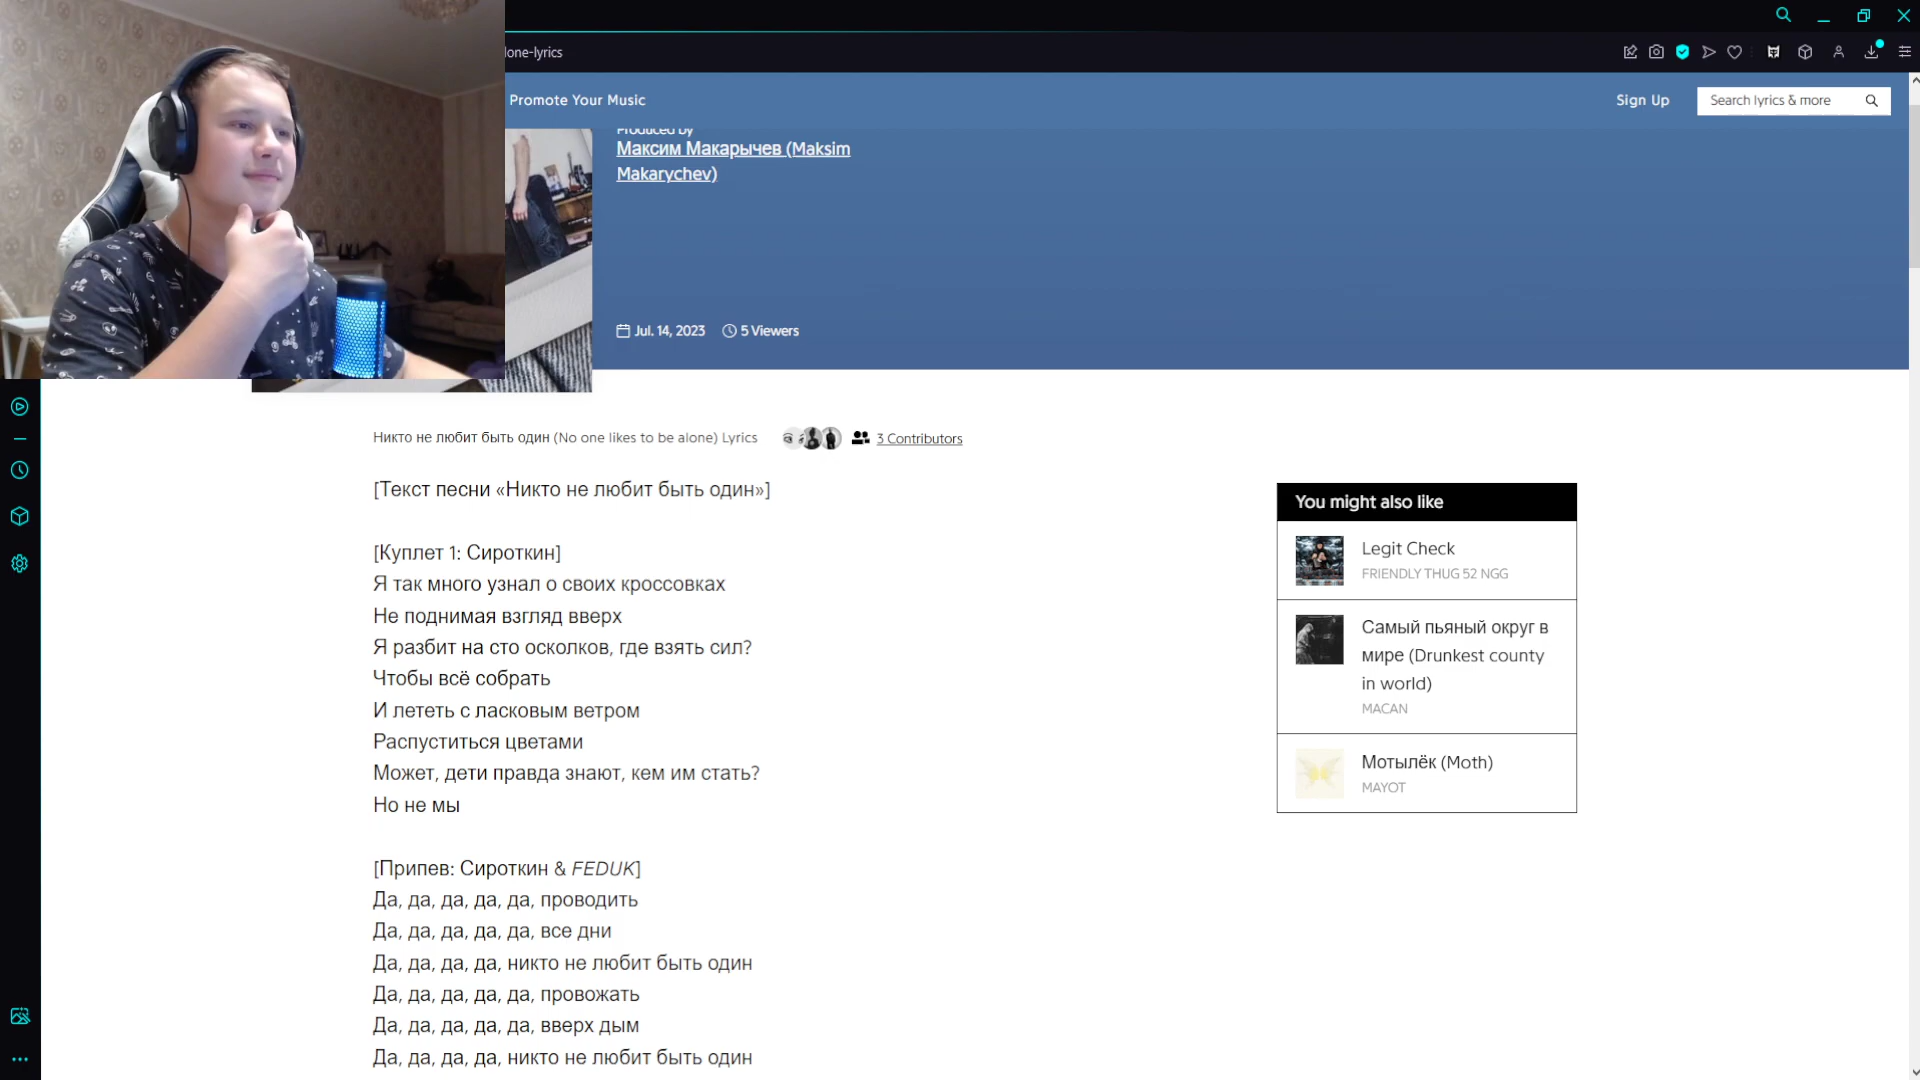 lone-lyrics
Promote Your Music
Sign Up
Search lyrics & more
Produced by
Максим Макарычев (Maksim
Makarychev)
Jul. 14, 2023
5 Viewers
Никто не любит быть один (No one likes to be alone) Lyrics
3 Contributors
[Текст песни «Никто не любит быть один»]
[Куплет 1: Сироткин]
Я так много узнал о своих кроссовках
Не поднимая взгляд вверх
Я разбит на сто осколков, где взять сил?
Чтобы всё собрать
И лететь с ласковым ветром
Распуститься цветами
Может, дети правда знают, кем им стать?
Но не мы
[Припев: Сироткин & FEDUK]
Да, да, да, да, да, проводить
Да, да, да, да, да, все дни
Да, да, да, да, никто не любит быть один
Да, да, да, да, да, провожать
Да, да, да, да, да, вверх дым
Да, да, да, да, никто не любит быть один
You might also like
Legit Check
FRIENDLY THUG 52 NGG
Самый пьяный округ в
мире (Drunkest county
in world)
MACAN
Мотылёк (Moth)
MAYOT